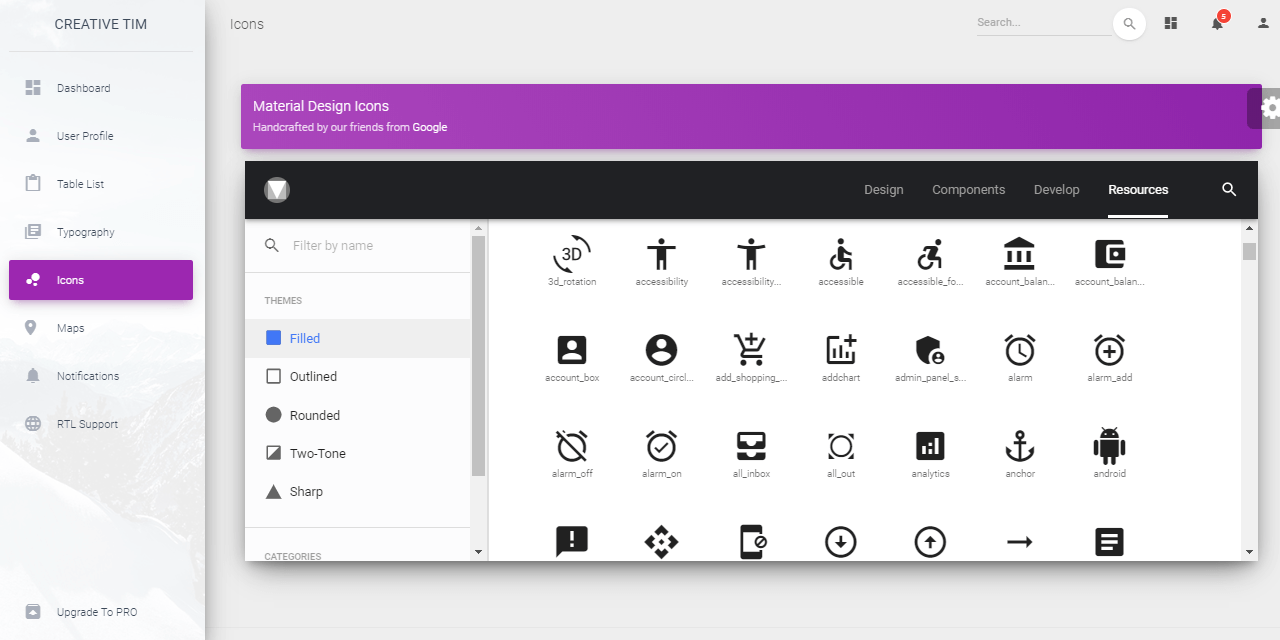 CREATIVE TIM
Dashboard
User Profile
Table List
Typography
Icons
Maps
Notifications
RTL Support
Upgrade To PRO
Icons
Search...
5
Material Design Icons
Handcrafted by our friends from Google
Design Components Develop Resources
Filter by name
THEMES
Filled
Outlined
Rounded
Two-Tone
Sharp
CATEGORIES
3D
3d_rotation accessibility accessibility... accessible accessible_fo... account_balan... account_balan...
account_box account_circl... add_shopping_... addchart admin_panel_s... alarm alarm_add
alarm_off alarm_on all_inbox all_out analytics anchor android